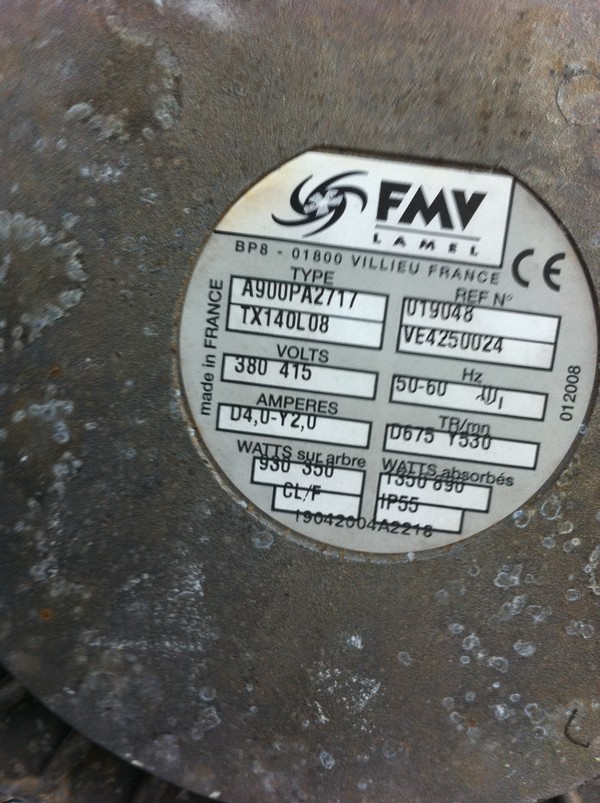 FMV
LAMEL
BP8 - 01800 VILLIEU FRANCE
CE
made in FRANCE
TYPE
A900PA2717
TX140L08
REF N°
019048
VE4250024
VOLTS
380 415
Hz
50-60
AMPERES
D4,0-Y2,0
TR/mn
D675 Y530
WATTS sur arbre
930 350
WATTS absorbés
1350 890
CL/F
IP55
19042004A2218
012008